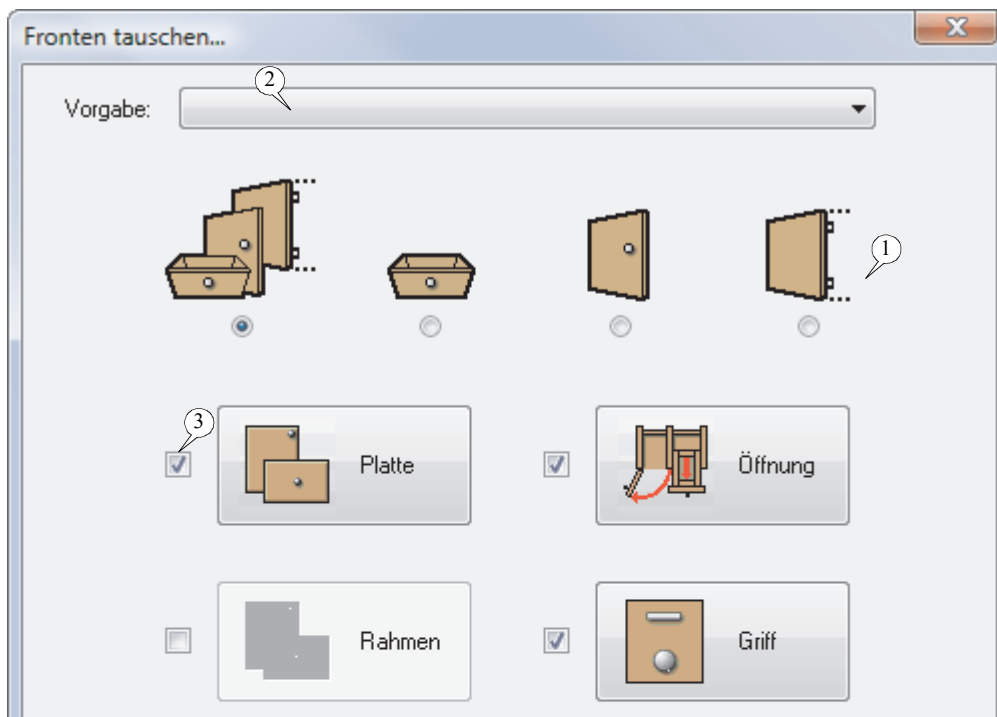 Fronten tauschen...
2
Vorgabe:
1
3
Platte
Öffnung
Rahmen
Griff